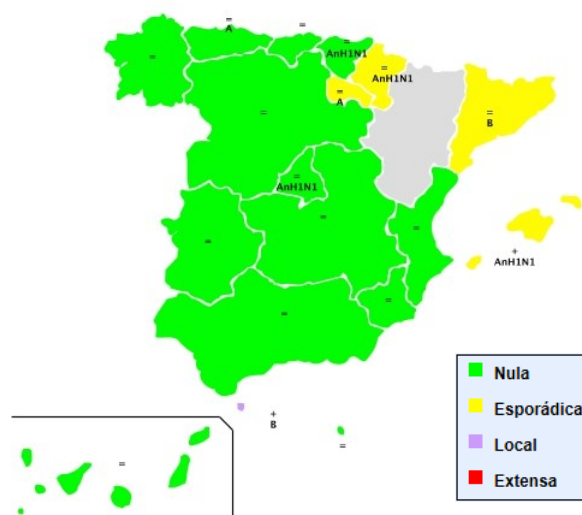 =
A
=
=
AnH1N1
=
=
AnH1N1
=
A
=
B
=
=
AnH1N1
=
=
=
+
AnH1N1
=
=
+
B
=
=
Nula
Esporádica
Local
Extensa